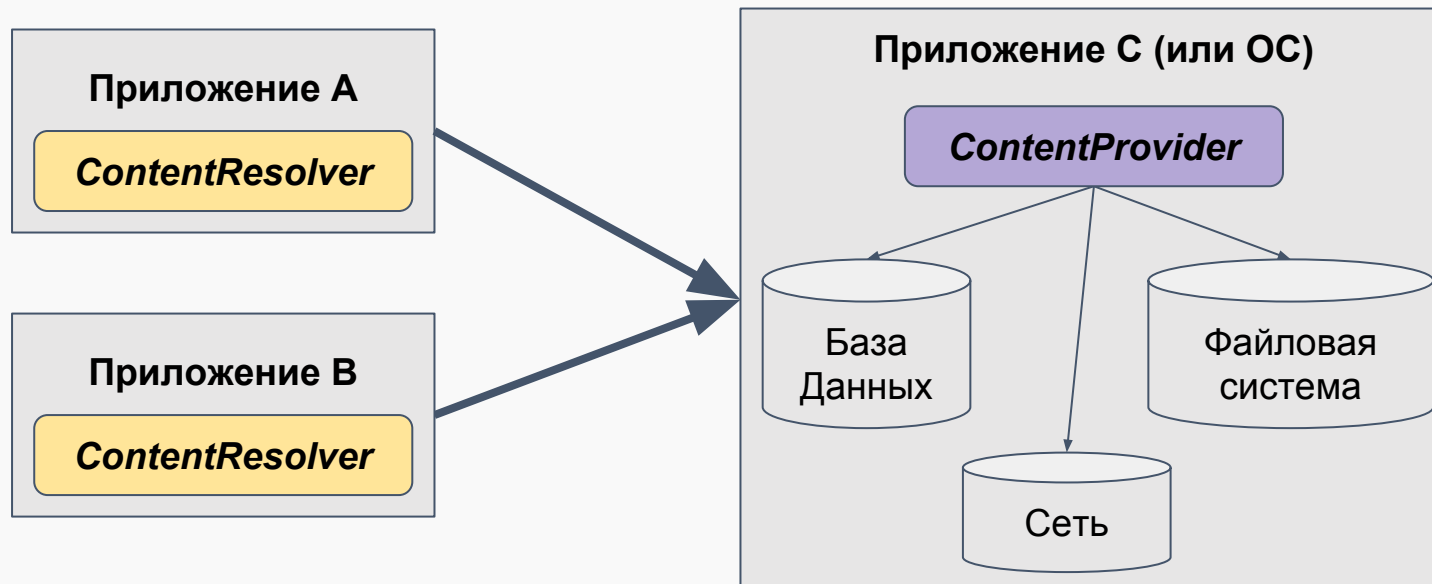 Приложение A
ContentResolver
Приложение B
ContentResolver
Приложение C (или ОС)
ContentProvider
База
Данных
Файловая
система
Сеть